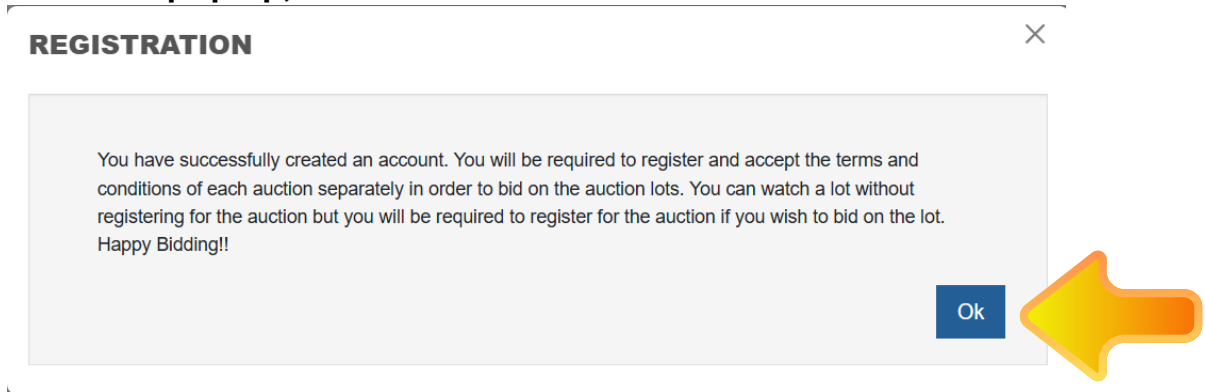 REGISTRATION
You have successfully created an account. You will be required to register and accept the terms and
conditions of each auction separately in order to bid on the auction lots. You can watch a lot without
registering for the auction but you will be required to register for the auction if you wish to bid on the lot.
Happy Bidding!!
Ok